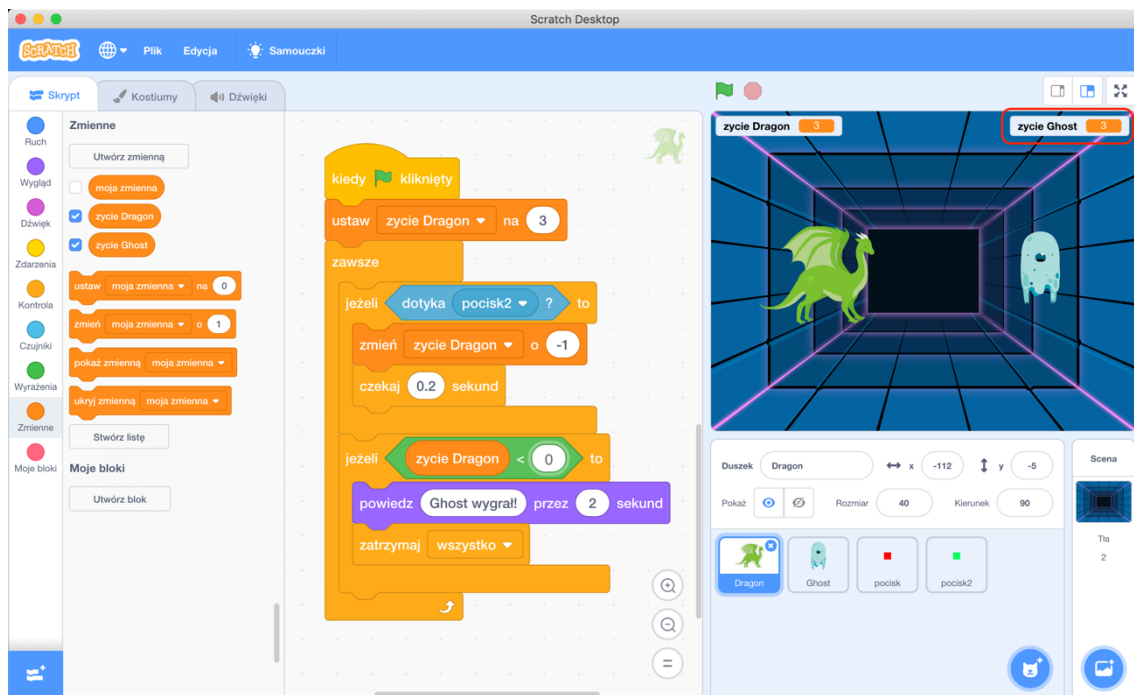 Scratch Desktop
SCRATCH
Plik
Edycja
Samouczki
Skrypt
Kostiumy
Dźwięki
Ruch
Wygląd
Dźwięk
Zdarzenia
Kontrola
Czujniki
Wyrażenia
Zmienne
Moje bloki
Zmienne
Utwórz zmienną
moja zmienna
zycie Dragon
zycie Ghost
ustaw moja zmienna na 0
zmień moja zmienna o 1
pokaż zmienną moja zmienna
ukryj zmienną moja zmienna
Stwórz listę
Moje bloki
Utwórz blok
kiedy kliknięty
ustaw zycie Dragon na 3
zawsze
jeżeli dotyka pocisk2 ? to
zmień zycie Dragon o -1
czekaj 0.2 sekund
jeżeli zycie Dragon < 0 to
powiedz Ghost wygrał! przez 2 sekund
zatrzymaj wszystko
=
zycie Dragon 3
zycie Ghost 3
Duszek Dragon x -112 y -5
Pokaż Rozmiar 40 Kierunek 90
Dragon
Ghost
pocisk
pocisk2
Scena
Tła
2